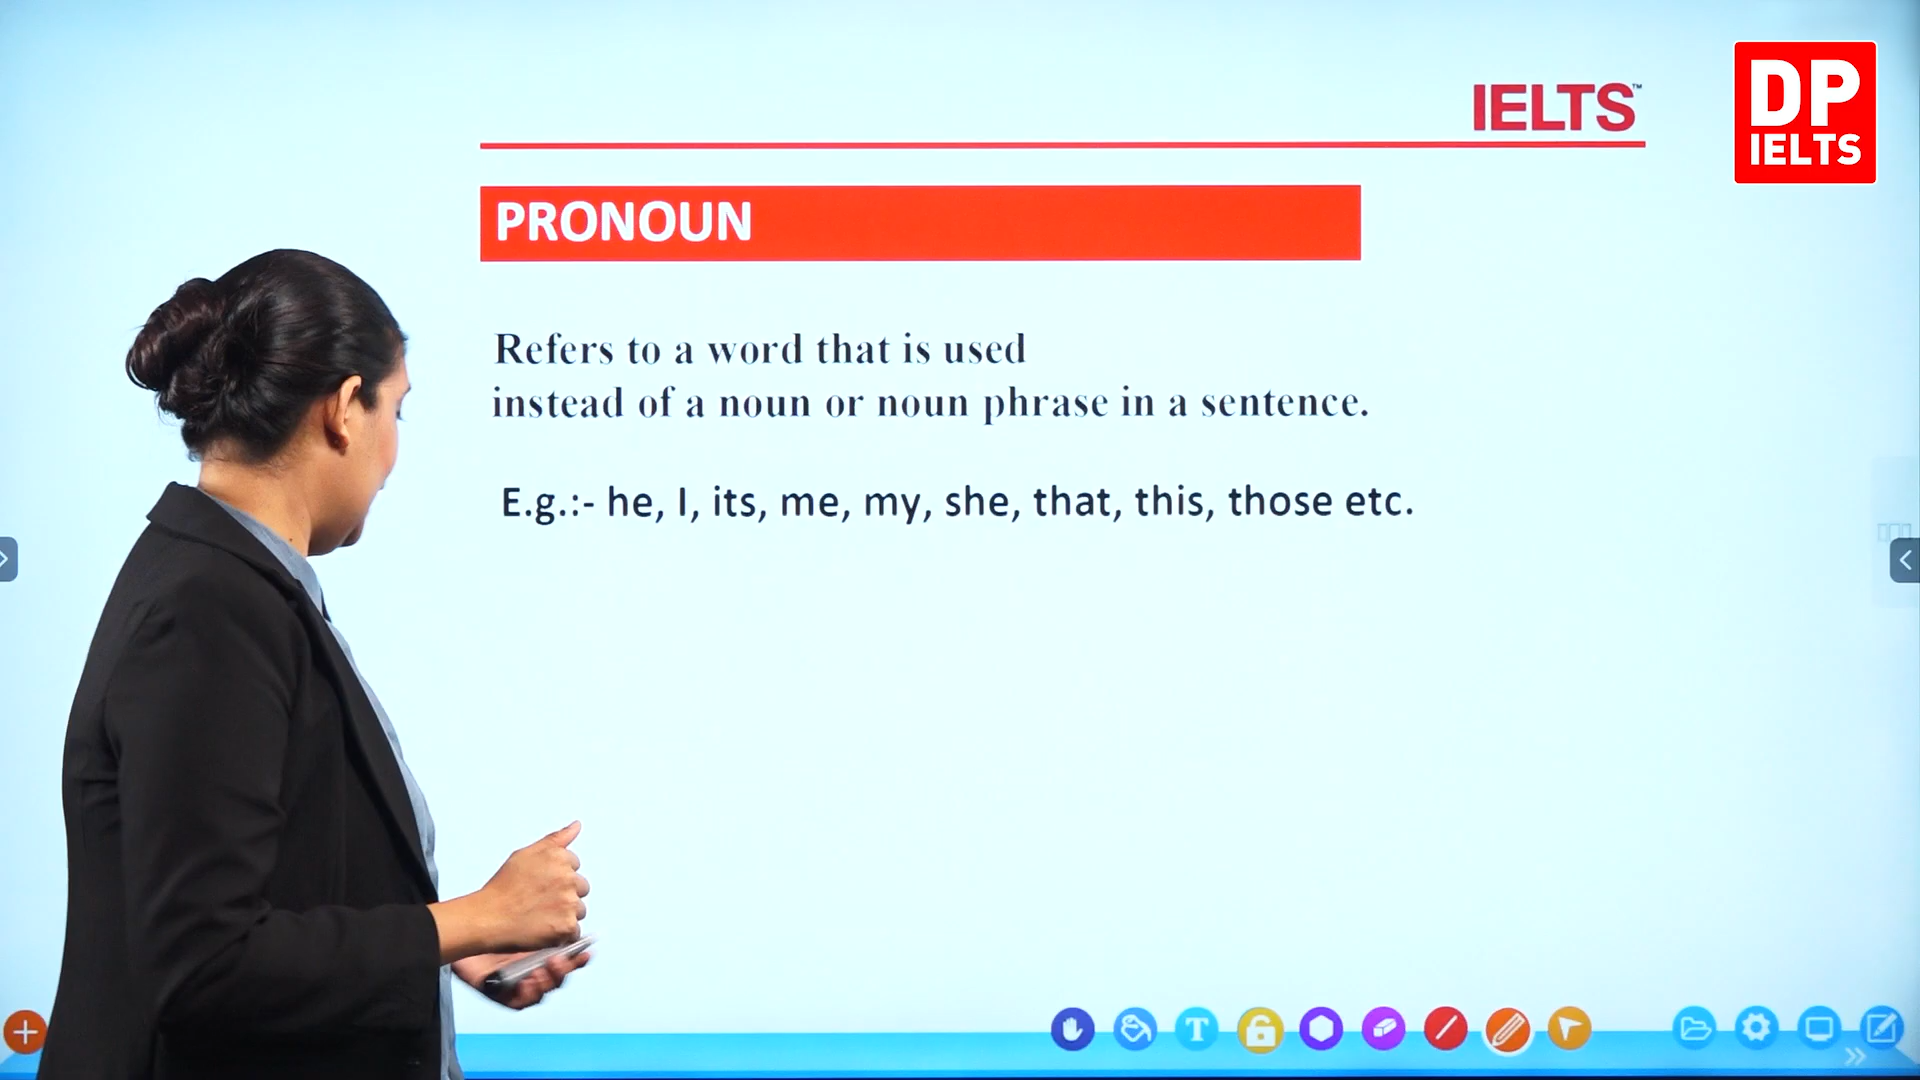 IELTS™
DP
IELTS
PRONOUN
Refers to a word that is used
instead of a noun or noun phrase in a sentence.
E.g.:- he, I, its, me, my, she, that, this, those etc.
T